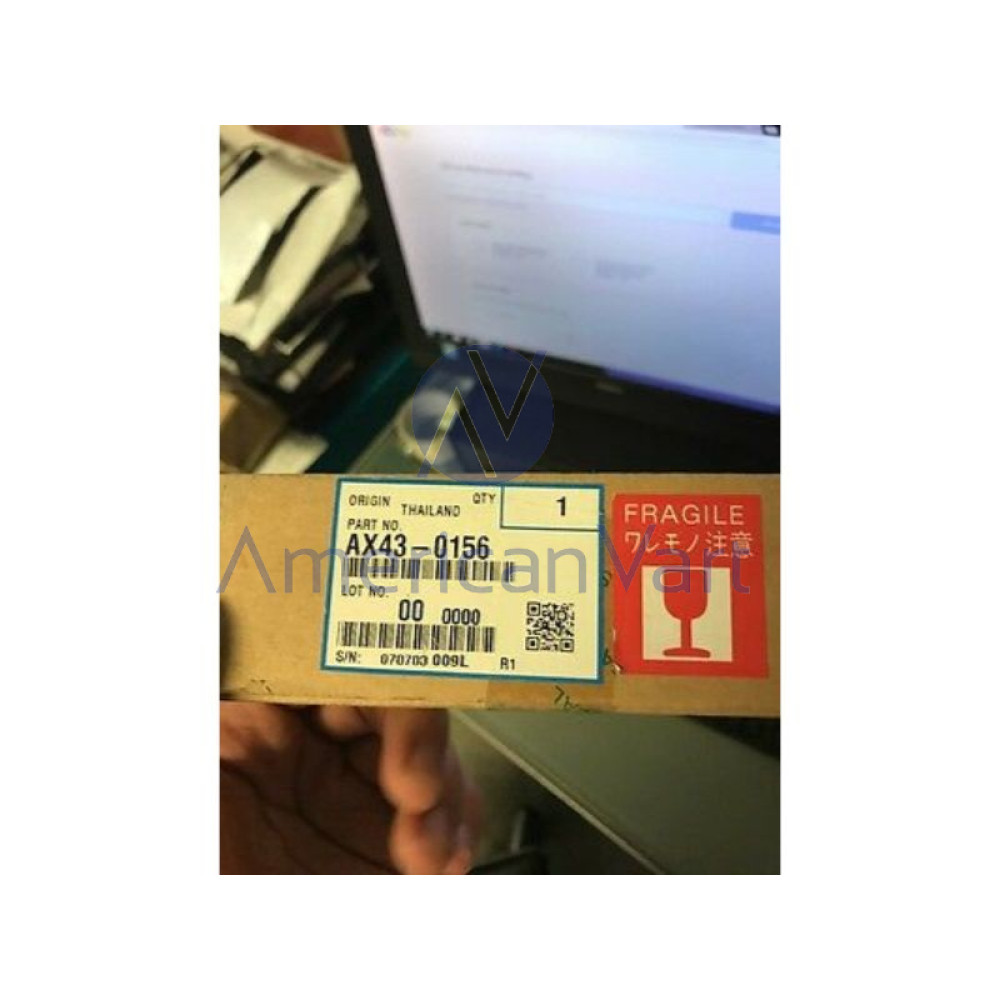 ORIGIN THAILAND
QTY 1
PART NO.
AX43-0156
LOT NO.
00 0000
S/N: 070703 009L R1
FRAGILE
ワレモノ注意
AmericanVart